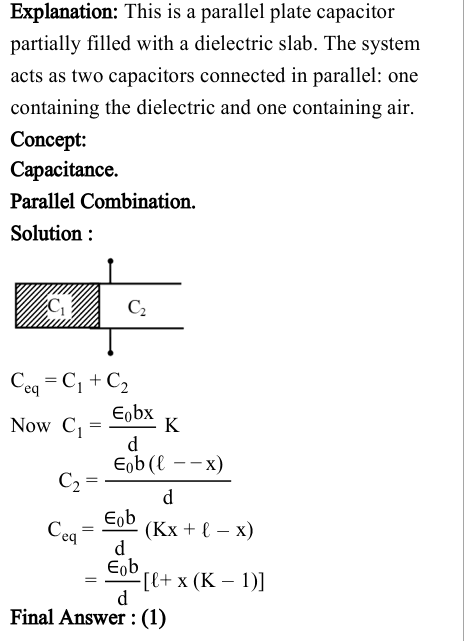 Explanation: This is a parallel plate capacitor
partially filled with a dielectric slab. The system
acts as two capacitors connected in parallel: one
containing the dielectric and one containing air.
Concept:
Capacitance.
Parallel Combination.
Solution :
C₁ C₂
C_eq = C₁ + C₂
Now C₁ = ∈₀bx/d K
C₂ = ∈₀b(ℓ −−x)/d
C_eq = ∈₀b/d (Kx + ℓ − x)
= ∈₀b/d [ℓ+ x (K − 1)]
Final Answer : (1)